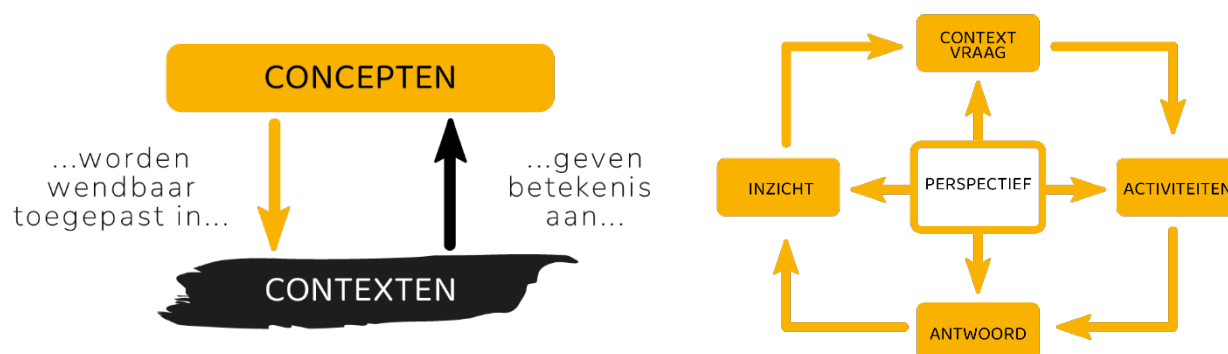 CONCEPTEN
...worden
wendbaar
toegepast in...
...geven
betekenis
aan...
CONTEXTEN
CONTEXT
VRAAG
INZICHT
PERSPECTIEF
ACTIVITEITEN
ANTWOORD